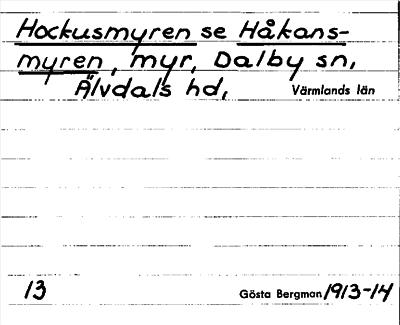 Hockusmyren se Håkans-
myren, myr, Dalby sn,
Älvdals hd, Värmlands län
13 Gösta Bergman 1913-14